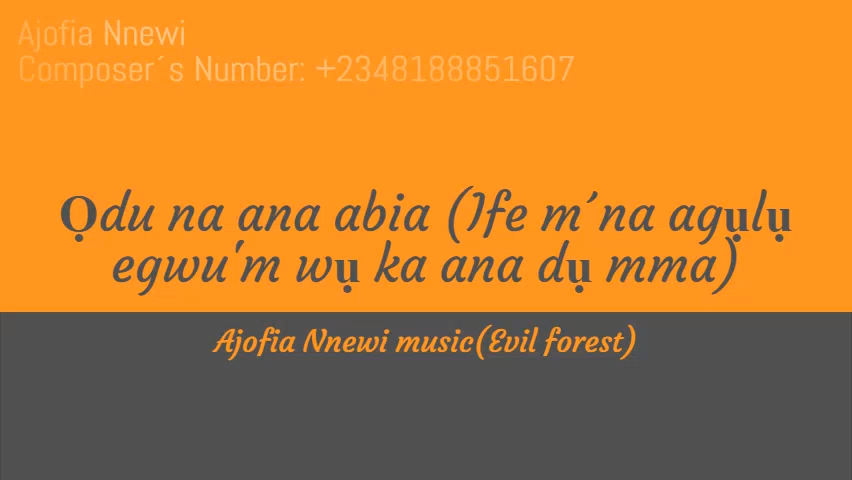 Ajofia Nnewi
Composer´s Number: +2348188851607
Ọdu na ana abia (Ife m´na agụlụ
egwu'm wụ ka ana dụ mma)
Ajofia Nnewi music(Evil forest)